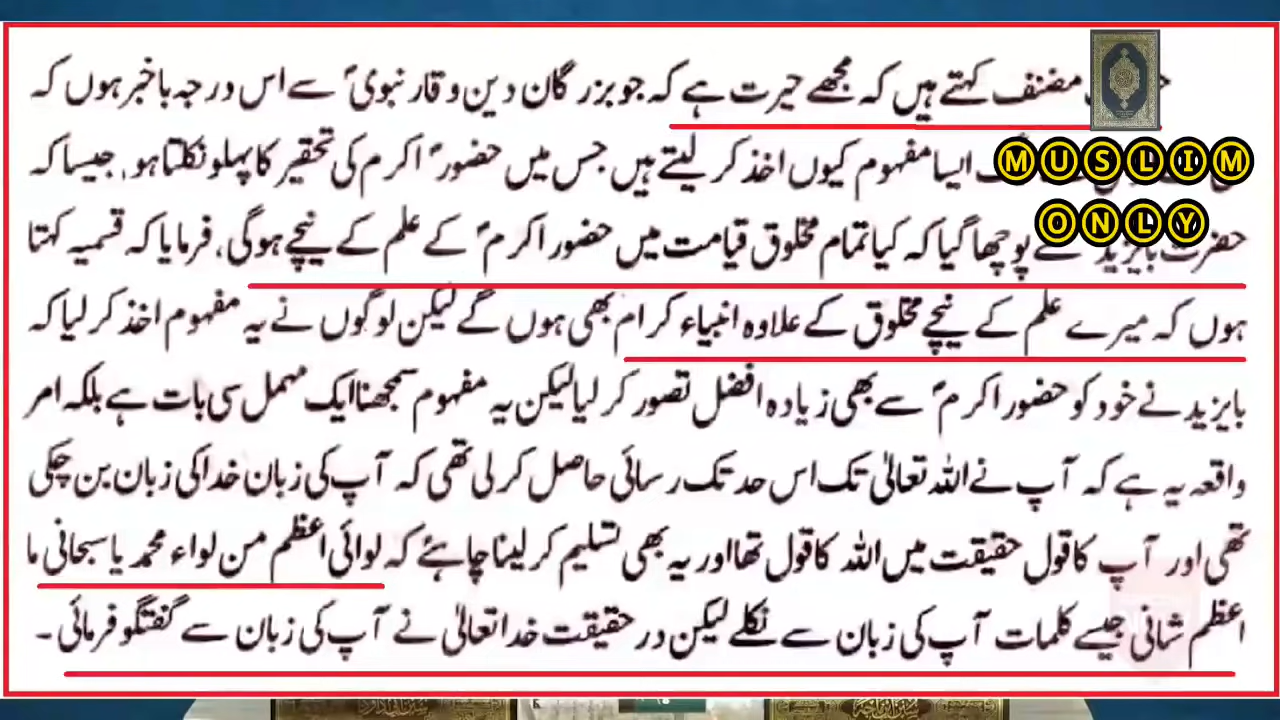 مصنف کہتے ہیں کہ مجھے حیرت ہے کہ جو بزرگان دین وقار نبویؐ سے اس درجہ باخبر ہوں کہ
ایسا مفہوم کیوں اخذ کر لیتے ہیں جس میں حضور اکرمؐ کی تحقیر کا پہلو نکلتا ہو، جیسا کہ
MUSLIM
ONLY
حضرت بایزیدؒ سے پوچھا گیا کہ کیا تمام مخلوق قیامت میں حضور اکرمؐ کے علم کے نیچے ہوگی، فرمایا کہ قسمیہ کہتا
ہوں کہ میرے علم کے نیچے مخلوق کے علاوہ انبیاء کرام بھی ہوں گے لیکن لوگوں نے یہ مفہوم اخذ کر لیا کہ
بایزید نے خود کو حضور اکرمؐ سے بھی زیادہ افضل تصور کر لیا لیکن یہ مفہوم سمجھنا ایک مہمل سی بات ہے بلکہ امر
واقعہ یہ ہے کہ آپ نے اللہ تعالیٰ تک اس حد تک رسائی حاصل کر لی تھی کہ آپ کی زبان خدا کی زبان بن چکی
تھی اور آپ کا قول حقیقت میں اللہ کا قول تھا اور یہ بھی تسلیم کر لینا چاہئے کہ لوائی اعظم من لواء محمد یا سبحانی ما
اعظم شانی جیسے کلمات آپ کی زبان سے نکلے لیکن در حقیقت خدا تعالیٰ نے آپ کی زبان سے گفتگو فرمائی۔